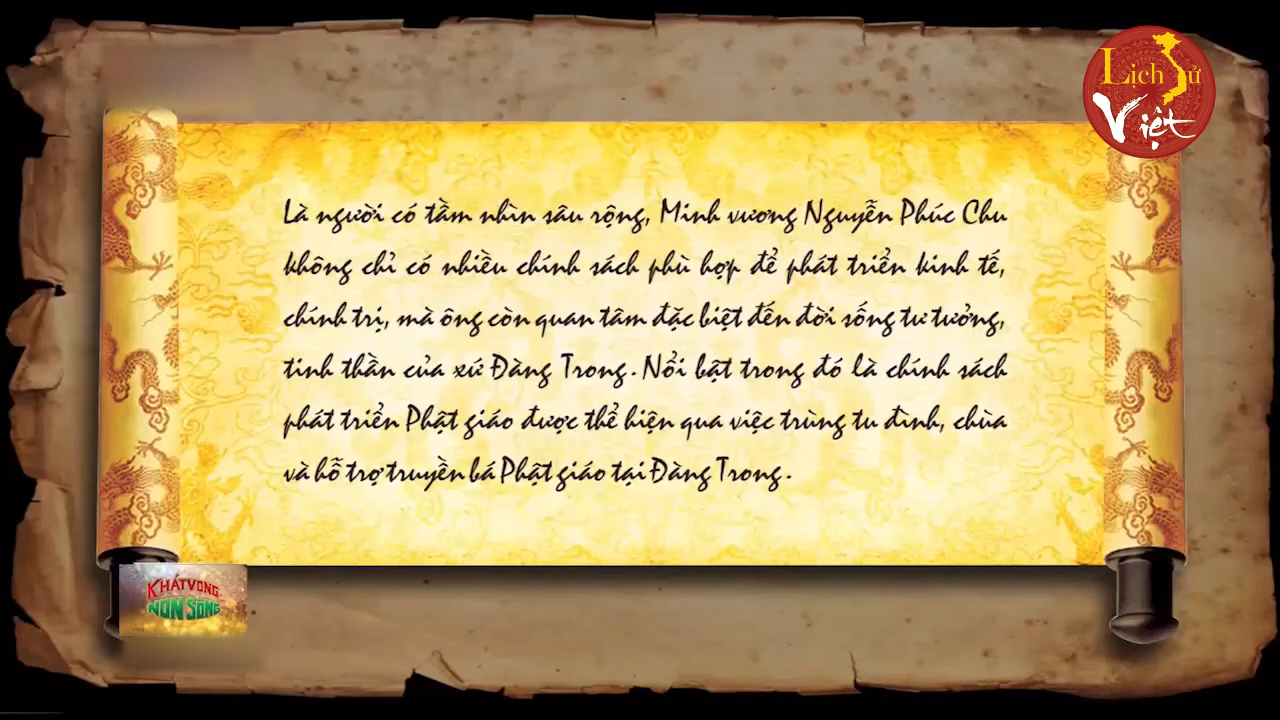 Lịch Sử
Việt
Là người có tầm nhìn sâu rộng, Minh vương Nguyễn Phúc Chu
không chỉ có nhiều chính sách phù hợp để phát triển kinh tế,
chính trị, mà ông còn quan tâm đặc biệt đến đời sống tư tưởng,
tinh thần của xứ Đàng Trong. Nổi bật trong đó là chính sách
phát triển Phật giáo được thể hiện qua việc trùng tu đình, chùa
và hỗ trợ truyền bá Phật giáo tại Đàng Trong.
KHÁT VỌNG
NON SÔNG